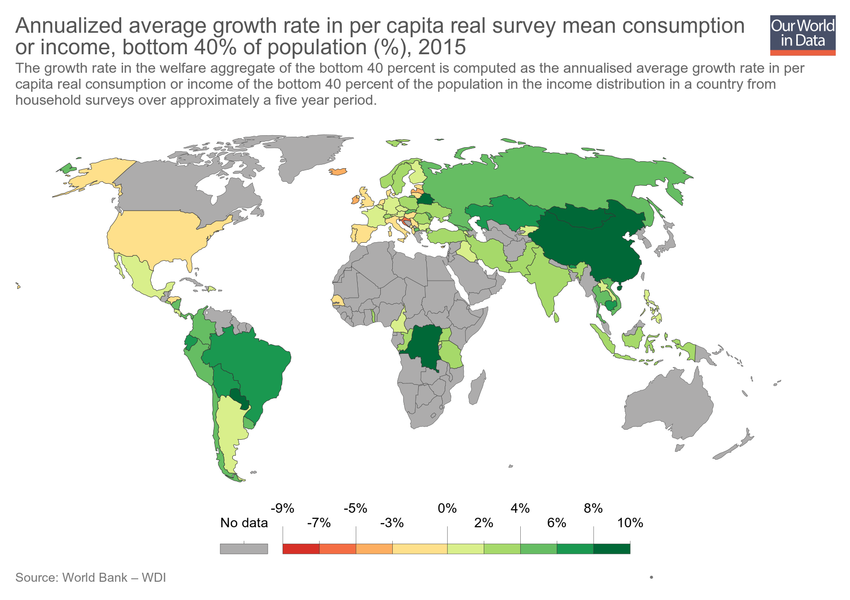 Annualized average growth rate in per capita real survey mean consumption
or income, bottom 40% of population (%), 2015
Our World
in Data
The growth rate in the welfare aggregate of the bottom 40 percent is computed as the annualised average growth rate in per
capita real consumption or income of the bottom 40 percent of the population in the income distribution in a country from
household surveys over approximately a five year period.
-9% -5% 0% 4% 8%
No data -7% -3% 2% 6% 10%
Source: World Bank – WDI